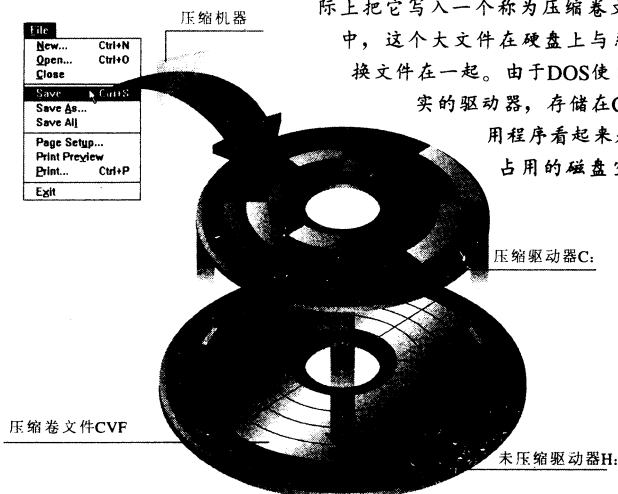 压缩机器
File
New... Ctrl+N
Open... Ctrl+O
Close
Save Ctrl+S
Save As...
Save All
Page Setup...
Print Preview
Print... Ctrl+P
Exit
际上把它写入一个称为压缩卷文
中，这个大文件在硬盘上与
换文件在一起。由于DOS使
实的驱动器，存储在C
用程序看起来
占用的磁盘空
压缩驱动器C:
压缩卷文件CVF
未压缩驱动器H: